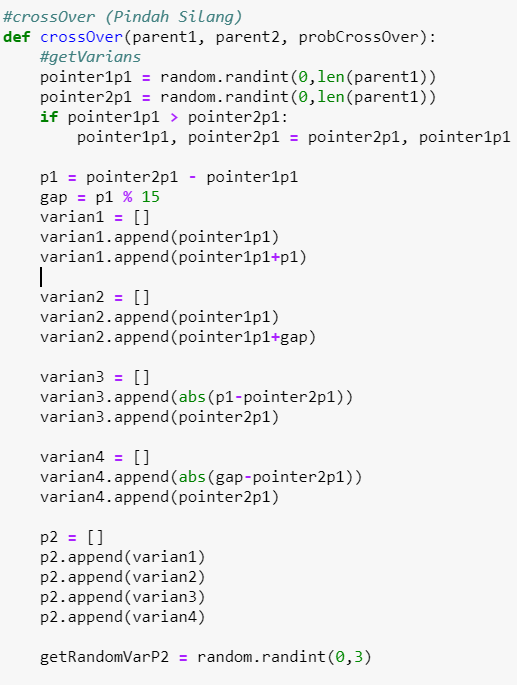 #crossOver (Pindah Silang)
def crossOver(parent1, parent2, probCrossOver):
    #getVarians
    pointer1p1 = random.randint(0,len(parent1))
    pointer2p1 = random.randint(0,len(parent1))
    if pointer1p1 > pointer2p1:
        pointer1p1, pointer2p1 = pointer2p1, pointer1p1
    p1 = pointer2p1 - pointer1p1
    gap = p1 % 15
    varian1 = []
    varian1.append(pointer1p1)
    varian1.append(pointer1p1+p1)
    varian2 = []
    varian2.append(pointer1p1)
    varian2.append(pointer1p1+gap)
    varian3 = []
    varian3.append(abs(p1-pointer2p1))
    varian3.append(pointer2p1)
    varian4 = []
    varian4.append(abs(gap-pointer2p1))
    varian4.append(pointer2p1)
    p2 = []
    p2.append(varian1)
    p2.append(varian2)
    p2.append(varian3)
    p2.append(varian4)
    getRandomVarP2 = random.randint(0,3)